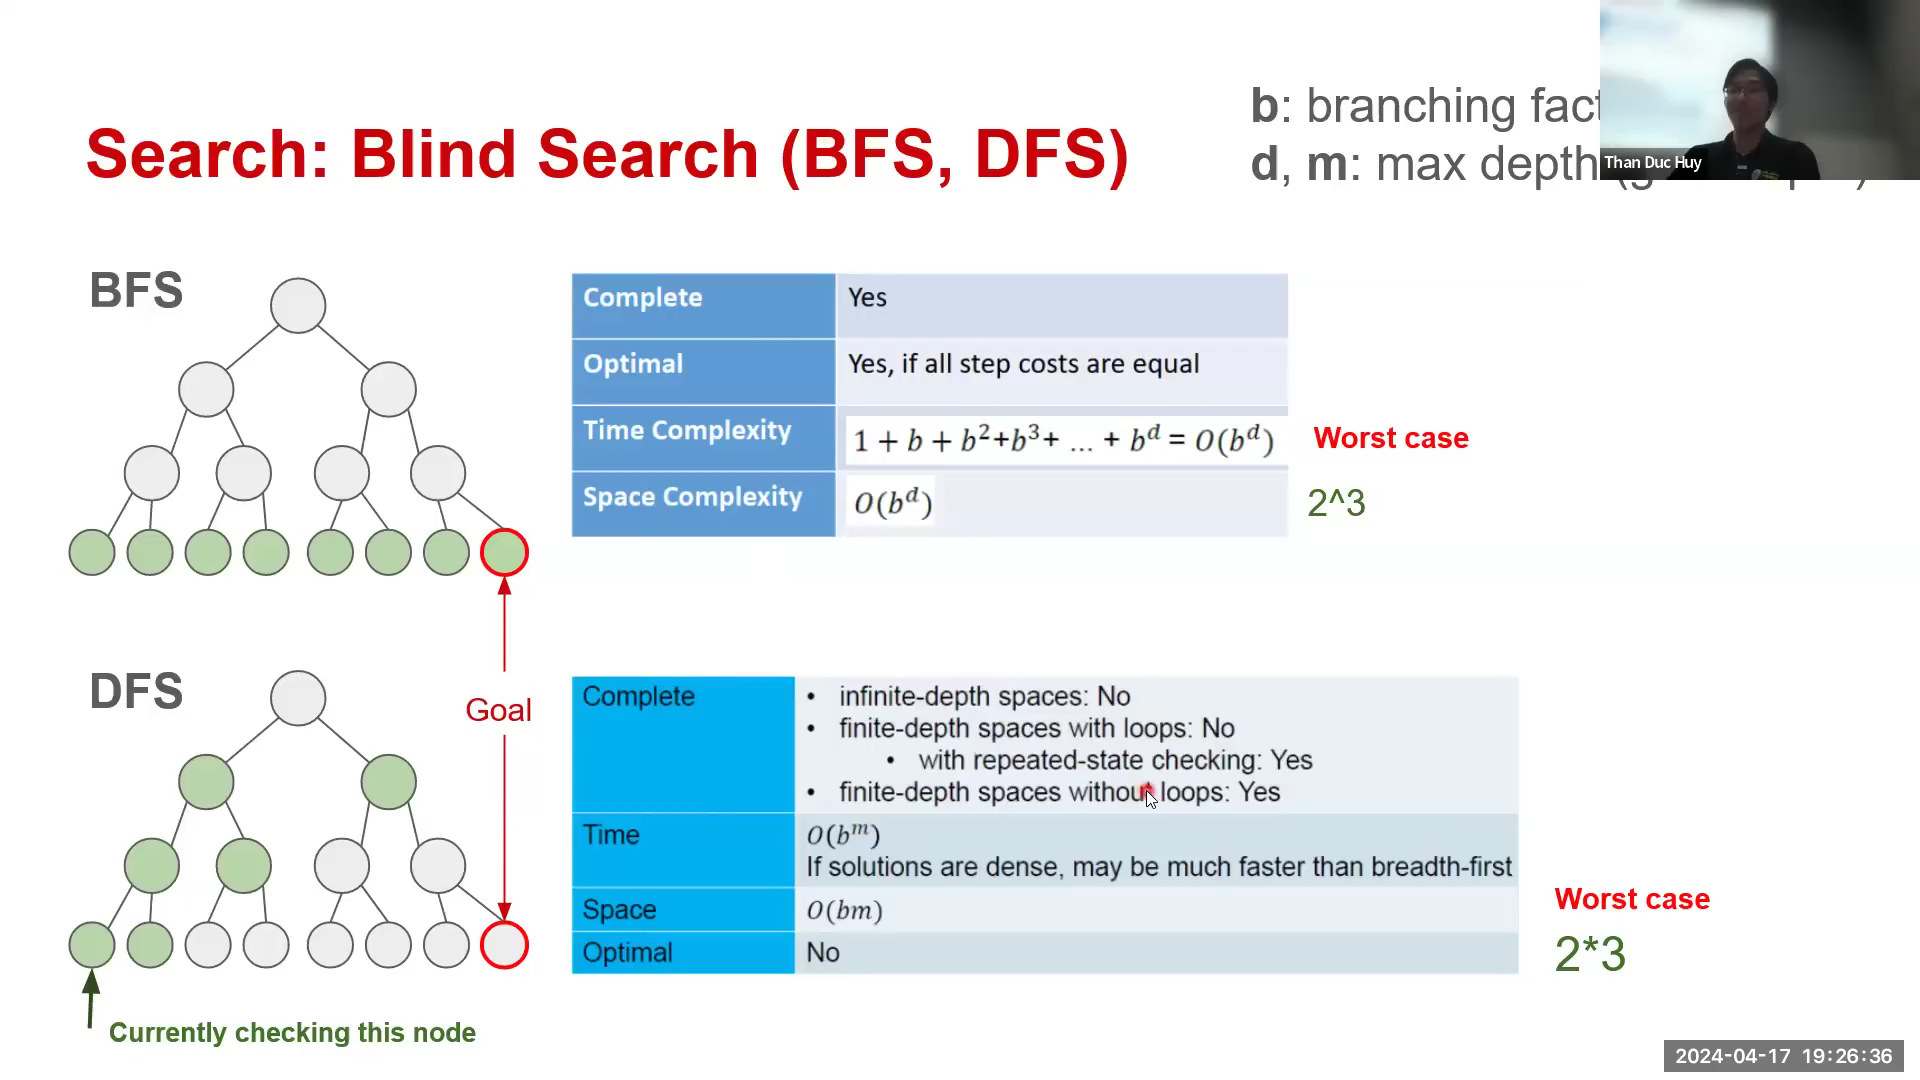 b: branching
d, m: max depth
Than Duc Huy
Search: Blind Search (BFS, DFS)
BFS
Complete Yes
Optimal Yes, if all step costs are equal
Time Complexity 1 + b + b²+b³+ ... + bᵈ = O(bᵈ) Worst case
Space Complexity O(bᵈ) 2^3
Goal
DFS
Complete • infinite-depth spaces: No
• finite-depth spaces with loops: No
• with repeated-state checking: Yes
• finite-depth spaces without loops: Yes
Time O(bᵐ)
If solutions are dense, may be much faster than breadth-first
Space O(bm) Worst case
Optimal No 2*3
Currently checking this node
2024-04-17 19:26:36